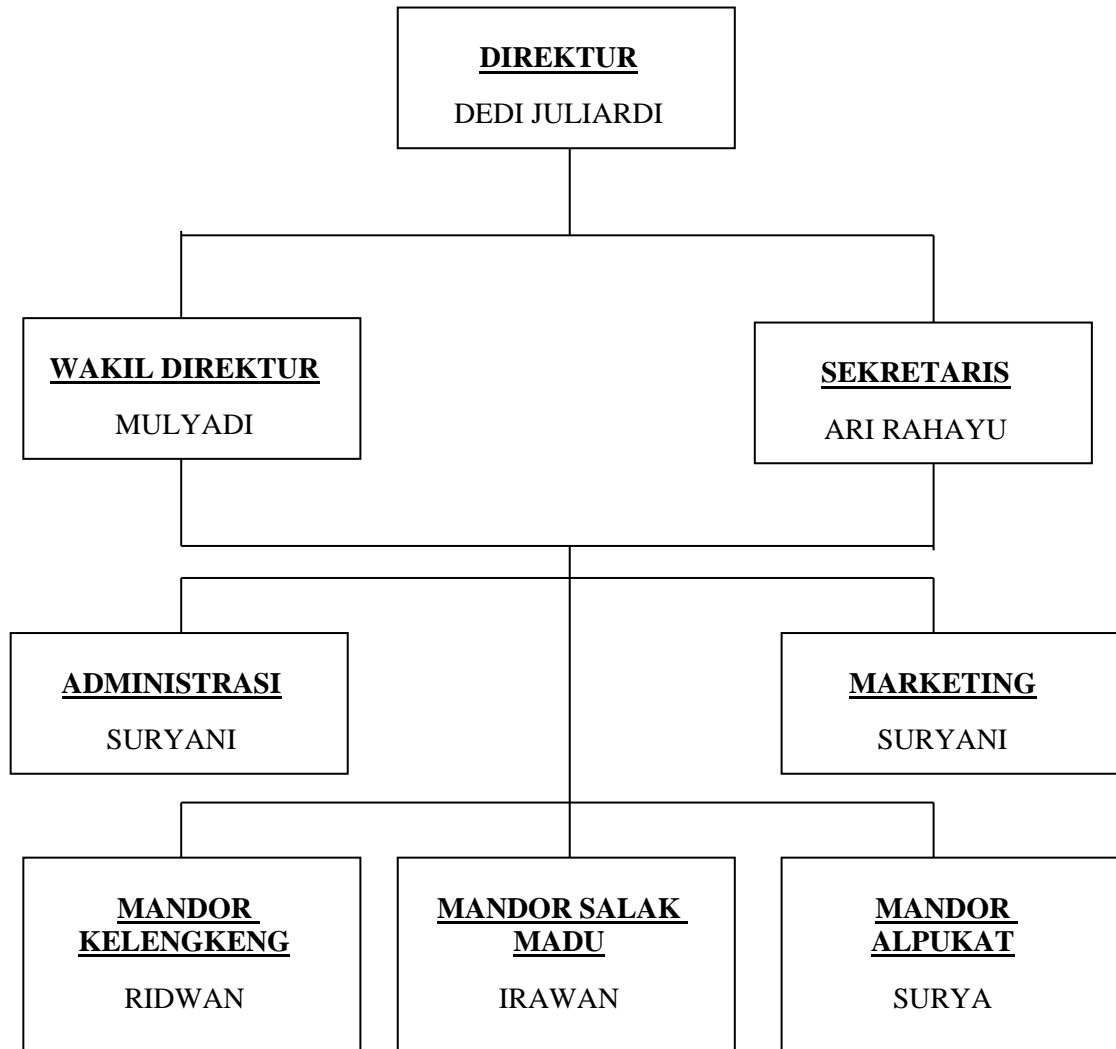 DIREKTUR
DEDI JULIARDI
WAKIL DIREKTUR
MULYADI
SEKRETARIS
ARI RAHAYU
ADMINISTRASI
SURYANI
MARKETING
SURYANI
MANDOR
KELENGKENG
RIDWAN
MANDOR SALAK
MADU
IRAWAN
MANDOR
ALPUKAT
SURYA